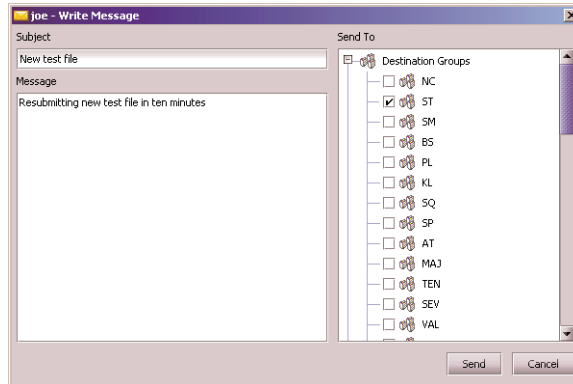 joe - Write Message
Subject
New test file
Message
Resubmitting new test file in ten minutes
Send To
Destination Groups
NC
ST
SM
BS
PL
KL
SQ
SP
AT
MAJ
TEN
SEV
VAL
Send
Cancel